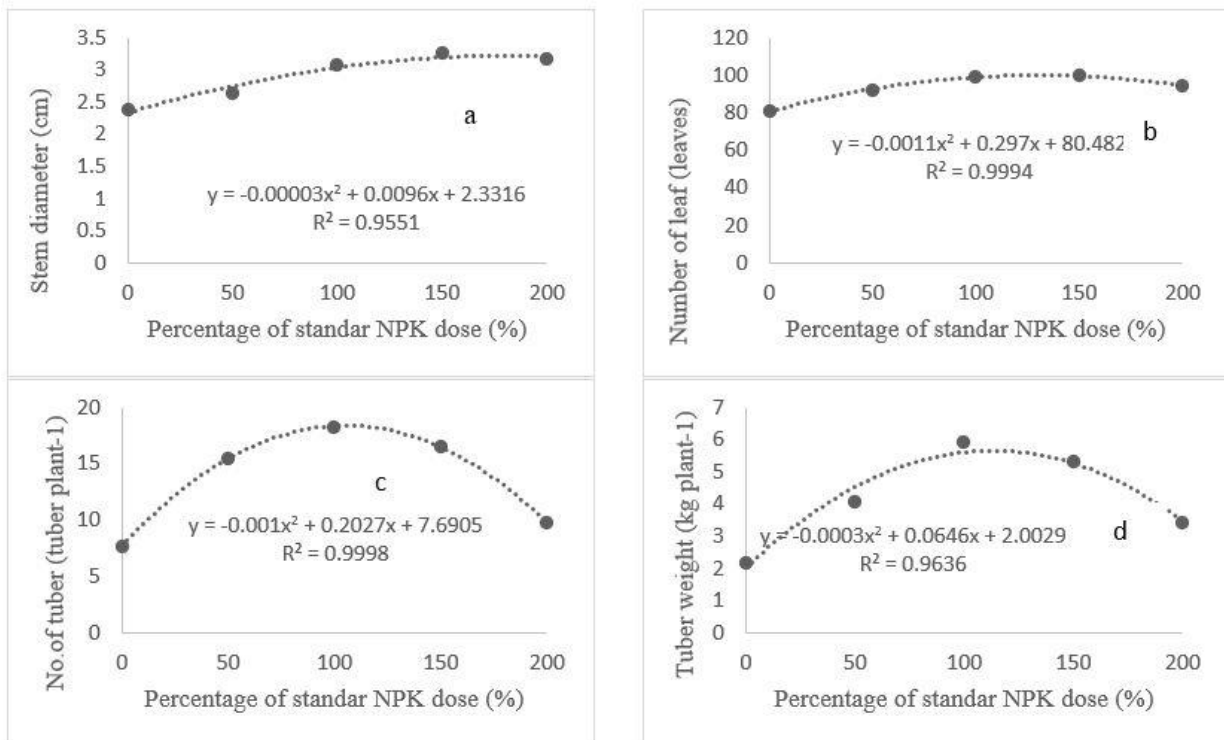 3.5
3
2.5
2
1.5
1
0.5
0
Stem diameter (cm)
a
y = -0.00003x² + 0.0096x + 2.3316
R² = 0.9551
0 50 100 150 200
Percentage of standar NPK dose (%)
120
100
80
60
40
20
0
Number of leaf (leaves)
b
y = -0.0011x² + 0.297x + 80.482
R² = 0.9994
0 50 100 150 200
Percentage of standar NPK dose (%)
20
15
10
5
0
No.of tuber (tuber plant-1)
c
y = -0.001x² + 0.2027x + 7.6905
R² = 0.9998
0 50 100 150 200
Percentage of standar NPK dose (%)
7
6
5
4
3
2
1
0
Tuber weight (kg plant-1)
y = -0.0003x² + 0.0646x + 2.0029
d
R² = 0.9636
0 50 100 150 200
Percentage of standar NPK dose (%)